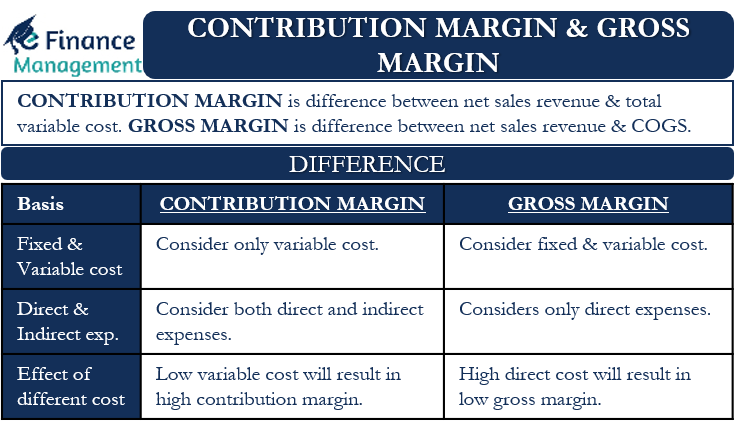 eFinance
Management
CONTRIBUTION MARGIN & GROSS
MARGIN
CONTRIBUTION MARGIN is difference between net sales revenue & total
variable cost. GROSS MARGIN is difference between net sales revenue & COGS.
DIFFERENCE
Basis CONTRIBUTION MARGIN GROSS MARGIN
Fixed &
Variable cost
Consider only variable cost.
Consider fixed & variable cost.
Direct &
Indirect exp.
Consider both direct and indirect
expenses.
Considers only direct expenses.
Effect of
different cost
Low variable cost will result in
high contribution margin.
High direct cost will result in
low gross margin.